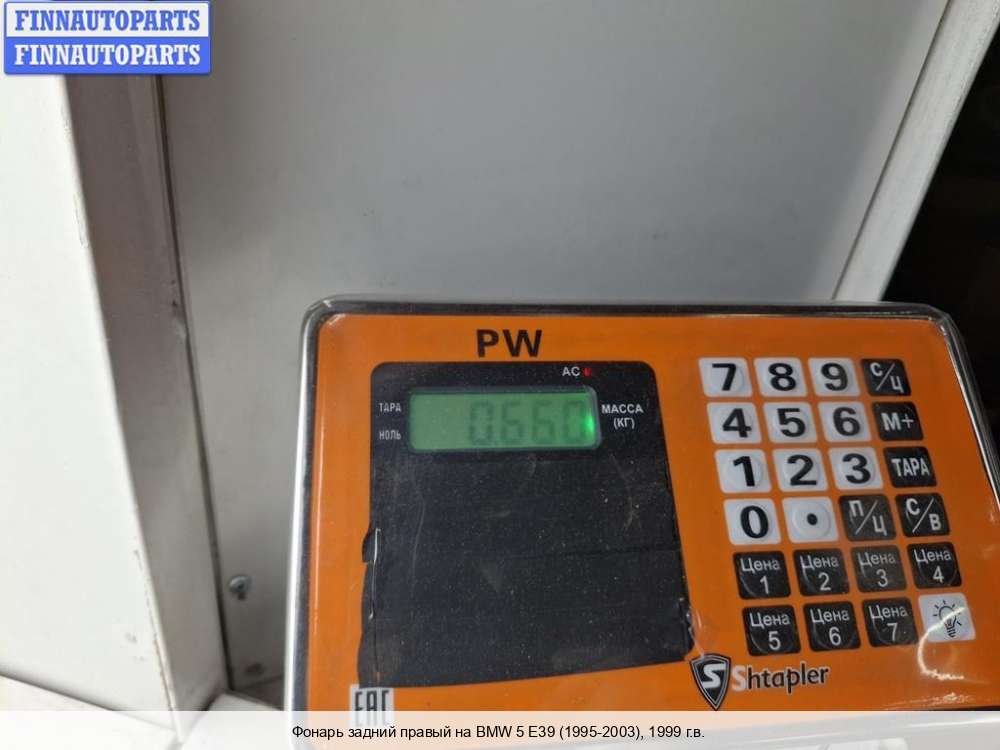 FINNAUTOPARTS
FINNAUTOPARTS
PW
AC
ТАРА
НОЛЬ
0.660
МАССА
(КГ)
7 8 9 С/Ц
4 5 6 М+
1 2 3 ТАРА
0 • П/Ц С/В
Цена 1 Цена 2 Цена 3 Цена 4
Цена 5 Цена 6 Цена 7
S Shtapler
EAC
Фонарь задний правый на BMW 5 E39 (1995-2003), 1999 г.в.